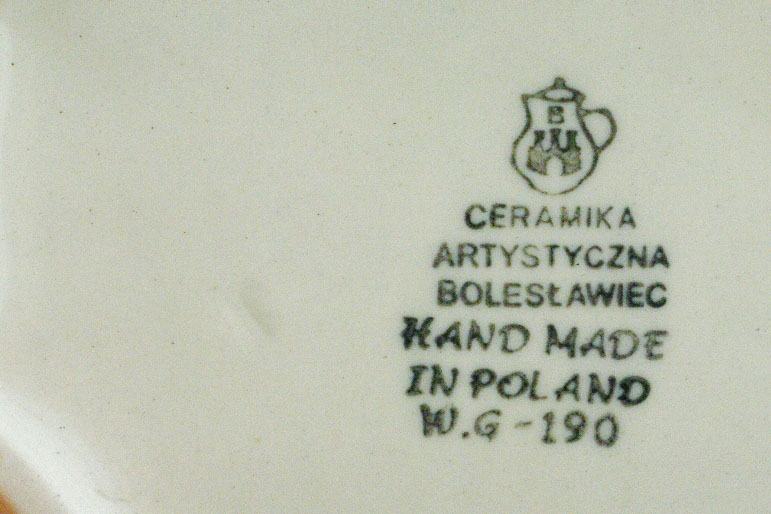 B
CERAMIKA
ARTYSTYCZNA
BOLESŁAWIEC
HAND MADE
IN POLAND
W.G-190